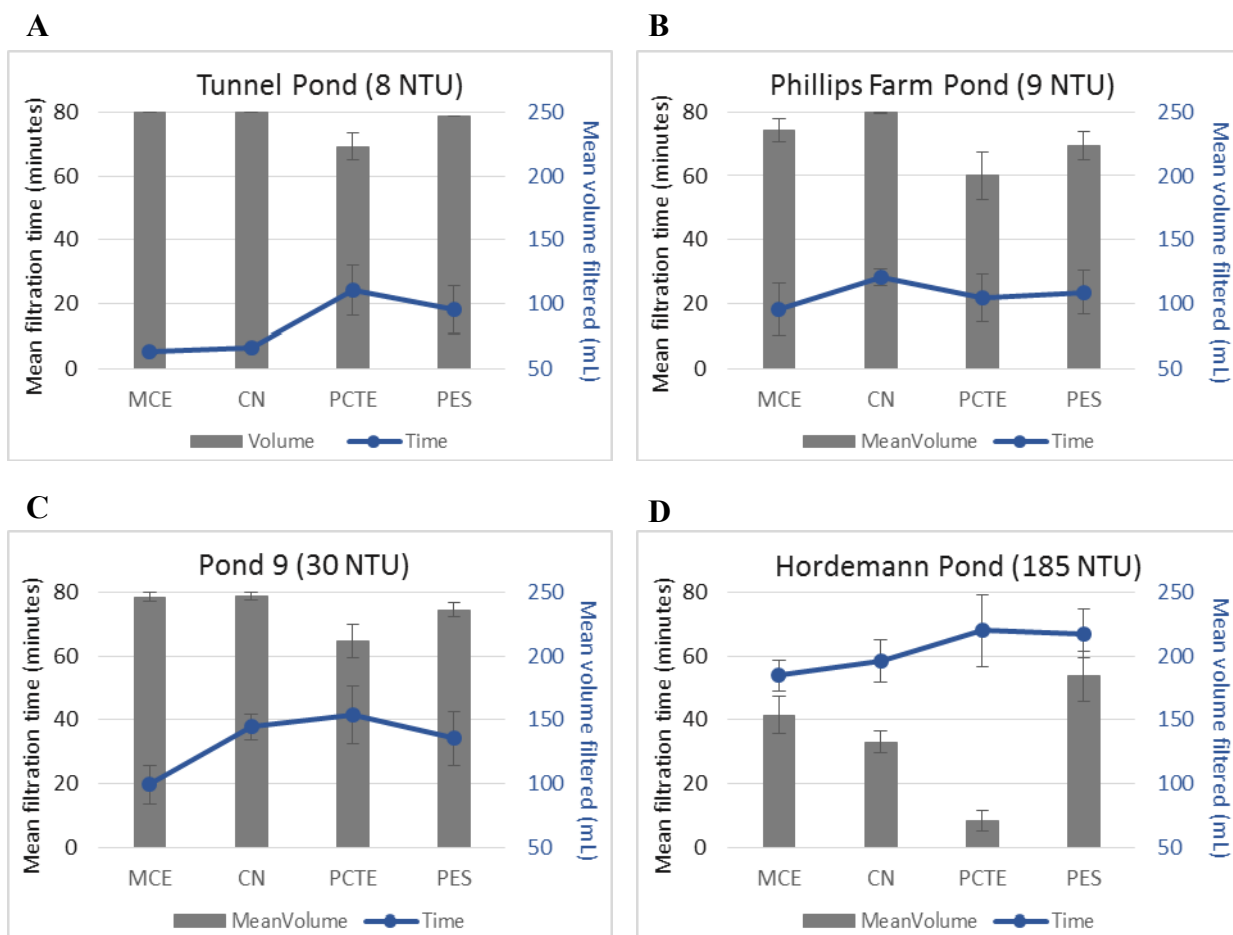 A
Tunnel Pond (8 NTU)
Mean filtration time (minutes)
80
60
40
20
0
250
200
150
100
50
Mean volume filtered (mL)
MCE CN PCTE PES
Volume Time
B
Phillips Farm Pond (9 NTU)
Mean filtration time (minutes)
80
60
40
20
0
250
200
150
100
50
Mean volume filtered (mL)
MCE CN PCTE PES
MeanVolume Time
C
Pond 9 (30 NTU)
Mean filtration time (minutes)
80
60
40
20
0
250
200
150
100
50
Mean volume filtered (mL)
MCE CN PCTE PES
MeanVolume Time
D
Hordemann Pond (185 NTU)
Mean filtration time (minutes)
80
60
40
20
0
250
200
150
100
50
Mean volume filtered (mL)
MCE CN PCTE PES
MeanVolume Time